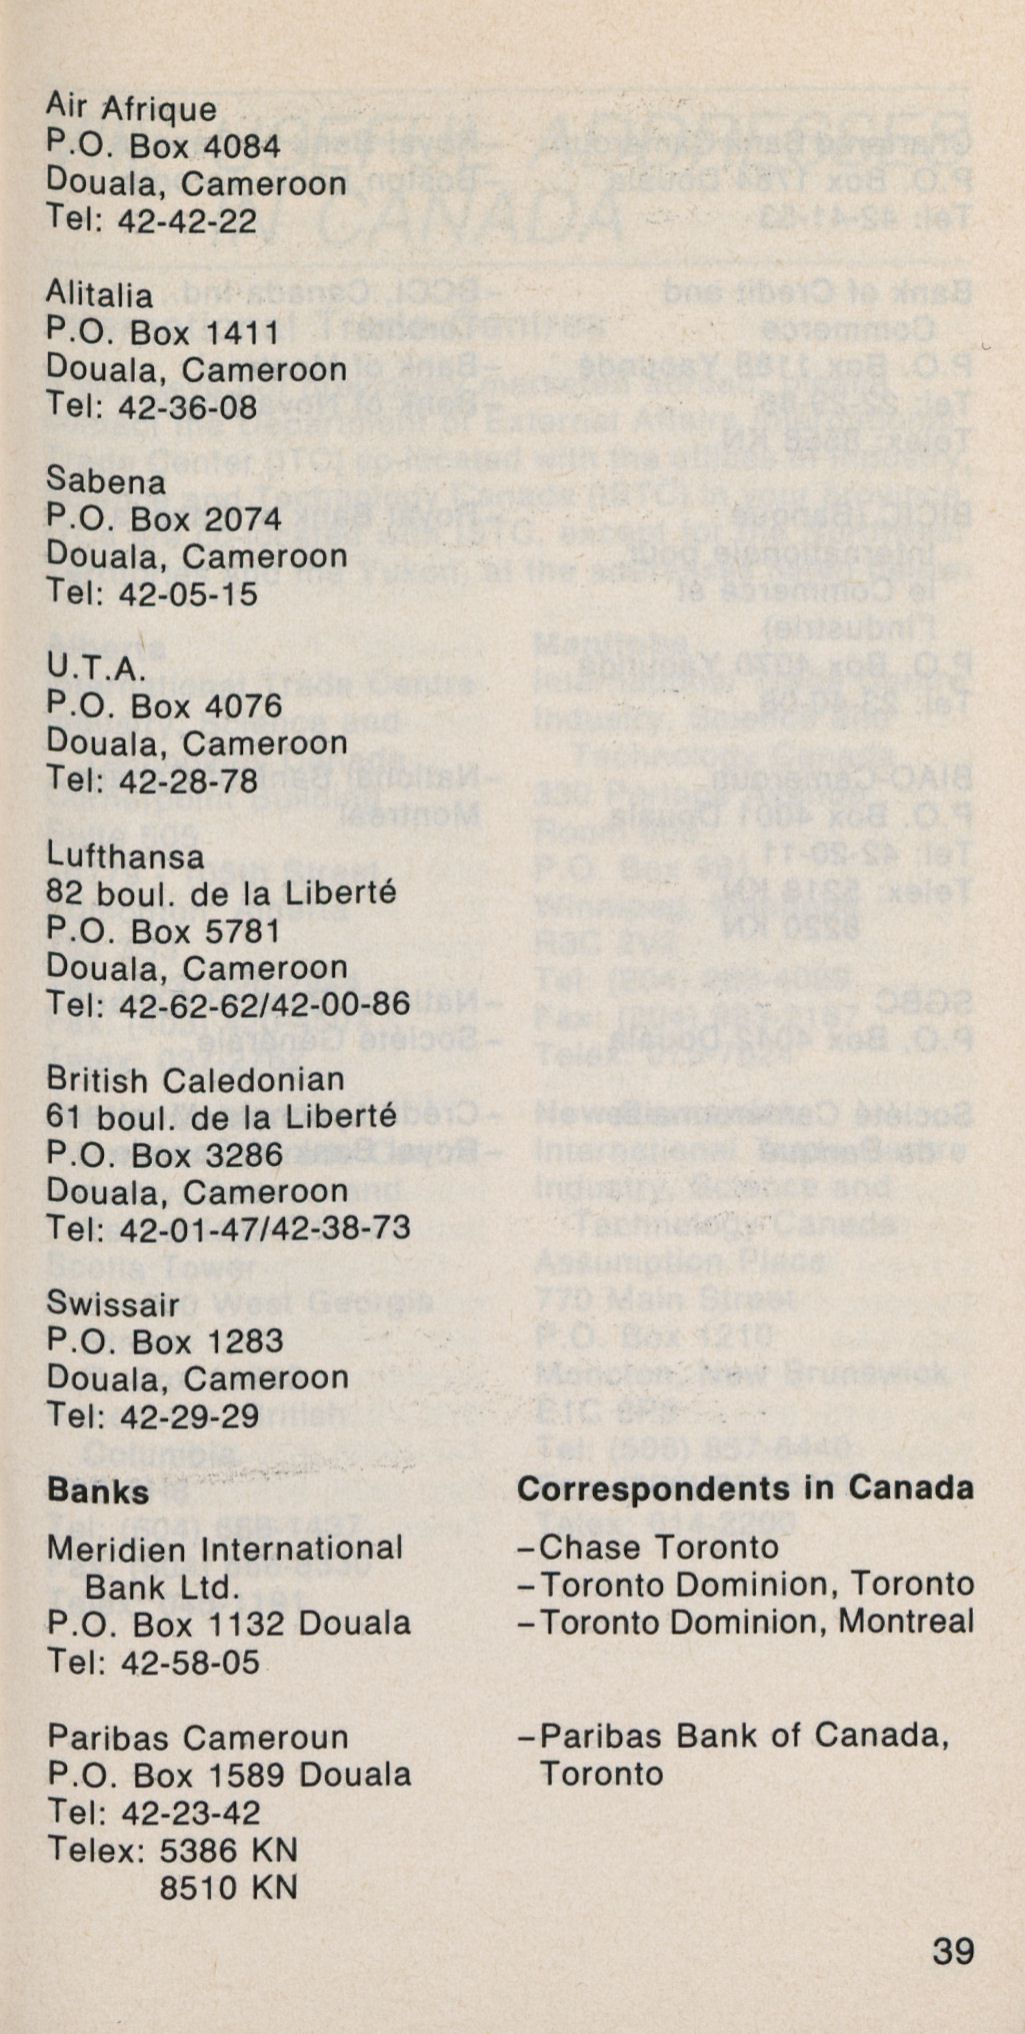 Air Afrique
P.O. Box 4084
Douala, Cameroon
Tel: 42-42-22
Alitalia
P.O. Box 1411
Douala, Cameroon
Tel: 42-36-08
Sabena
P.O. Box 2074
Douala, Cameroon
Tel: 42-05-15
U.T.A.
P.O. Box 4076
Douala, Cameroon
Tel: 42-28-78
Lufthansa
82 boul. de la Liberté
P.O. Box 5781
Douala, Cameroon
Tel: 42-62-62/42-00-86
British Caledonian
61 boul. de la Liberté
P.O. Box 3286
Douala, Cameroon
Tel: 42-01-47/42-38-73
Swissair
P.O. Box 1283
Douala, Cameroon
Tel: 42-29-29
Banks
Meridien International
Bank Ltd.
P.O. Box 1132 Douala
Tel: 42-58-05
Paribas Cameroun
P.O. Box 1589 Douala
Tel: 42-23-42
Telex: 5386 KN
8510 KN
Correspondents in Canada
–Chase Toronto
–Toronto Dominion, Toronto
–Toronto Dominion, Montreal
–Paribas Bank of Canada,
Toronto
39